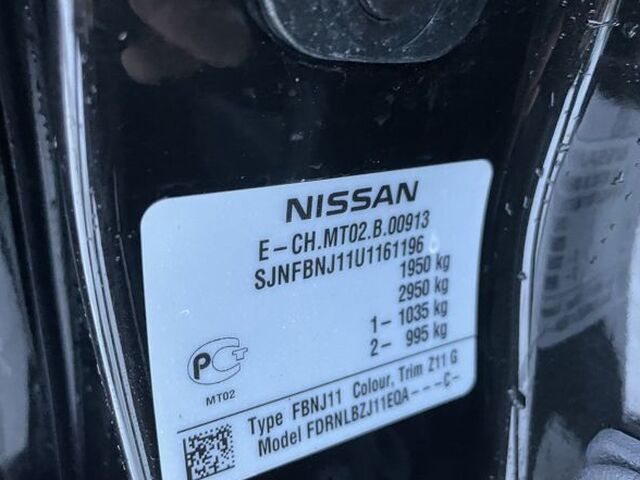 NISSAN
E-CH.MT02.B.00913
SJNFBNJ11U1161196
1950 kg
2950 kg
1- 1035 kg
2- 995 kg
PCT
MT02
Type FBNJ11 Colour, Trim Z11 G
Model FDRNLBZJ11EQA---C-